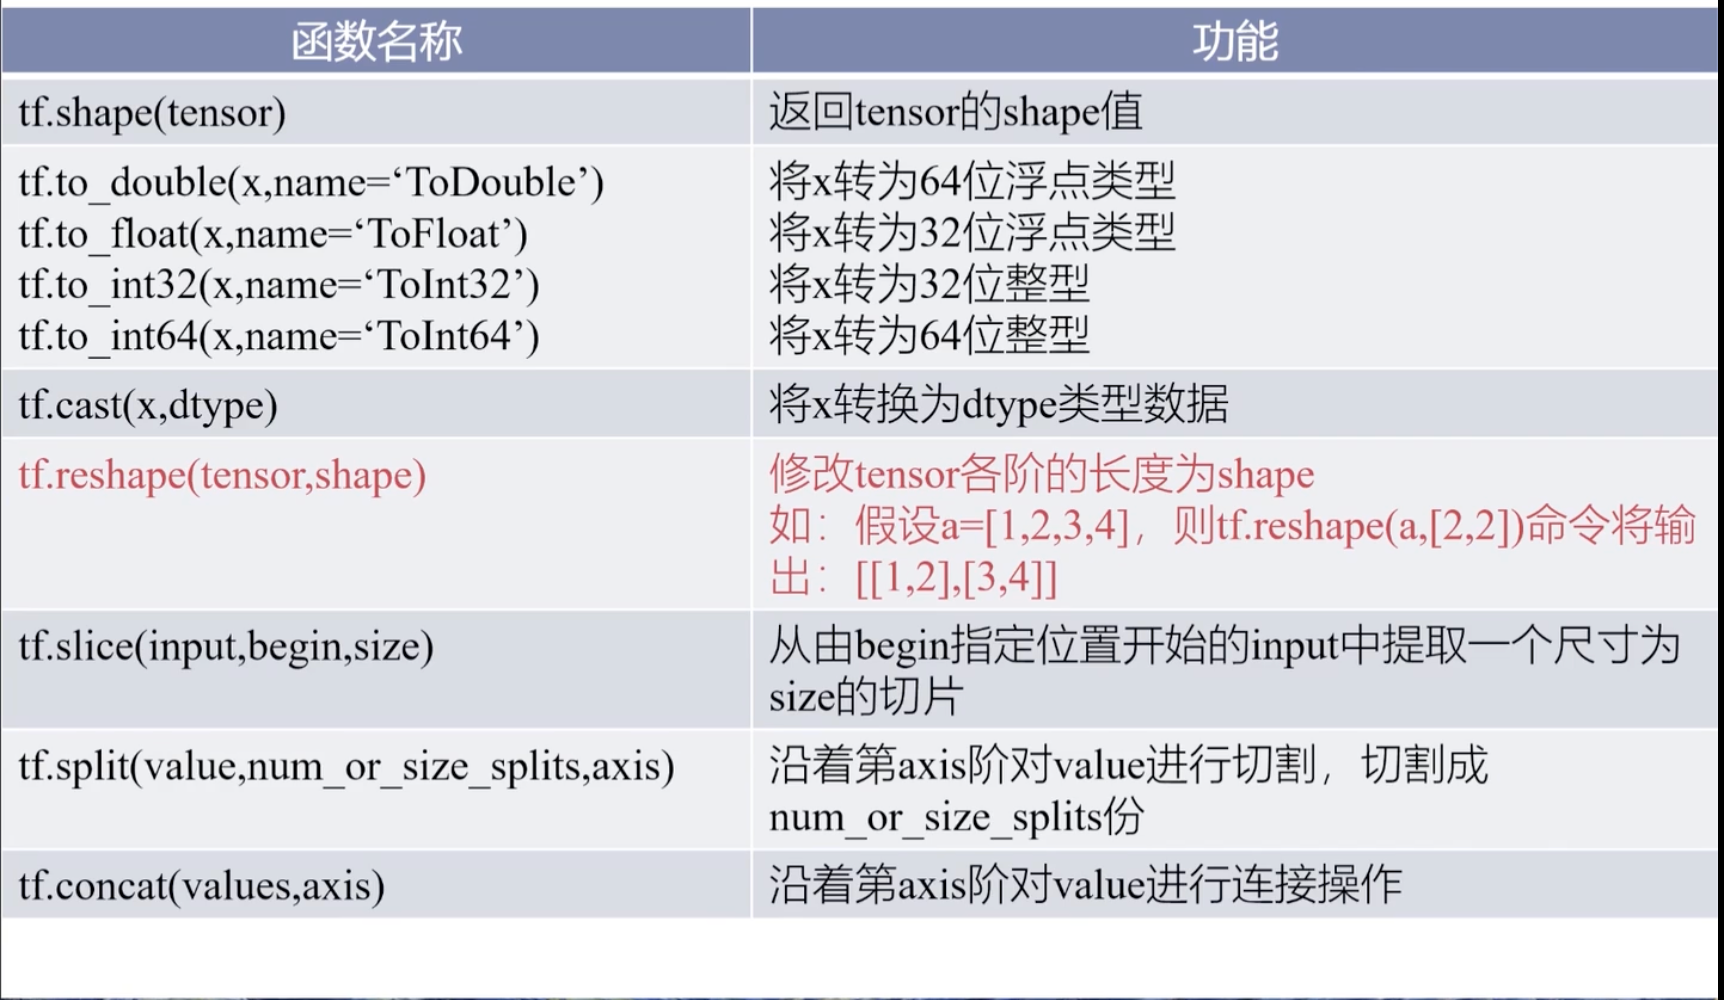 函数名称
功能
tf.shape(tensor)
返回tensor的shape值
tf.to_double(x,name=‘ToDouble’)
tf.to_float(x,name=‘ToFloat’)
tf.to_int32(x,name=‘ToInt32’)
tf.to_int64(x,name=‘ToInt64’)
将x转为64位浮点类型
将x转为32位浮点类型
将x转为32位整型
将x转为64位整型
tf.cast(x,dtype)
将x转换为dtype类型数据
tf.reshape(tensor,shape)
修改tensor各阶的长度为shape
如：假设a=[1,2,3,4]，则tf.reshape(a,[2,2])命令将输
出：[[1,2],[3,4]]
tf.slice(input,begin,size)
从由begin指定位置开始的input中提取一个尺寸为
size的切片
tf.split(value,num_or_size_splits,axis)
沿着第axis阶对value进行切割，切割成
num_or_size_splits份
tf.concat(values,axis)
沿着第axis阶对value进行连接操作